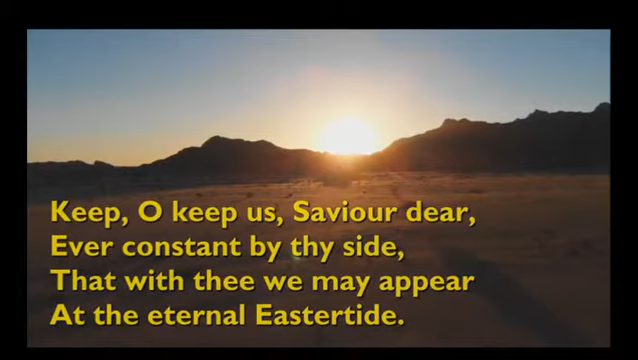 Keep, O keep us, Saviour dear,
Ever constant by thy side,
That with thee we may appear
At the eternal Eastertide.